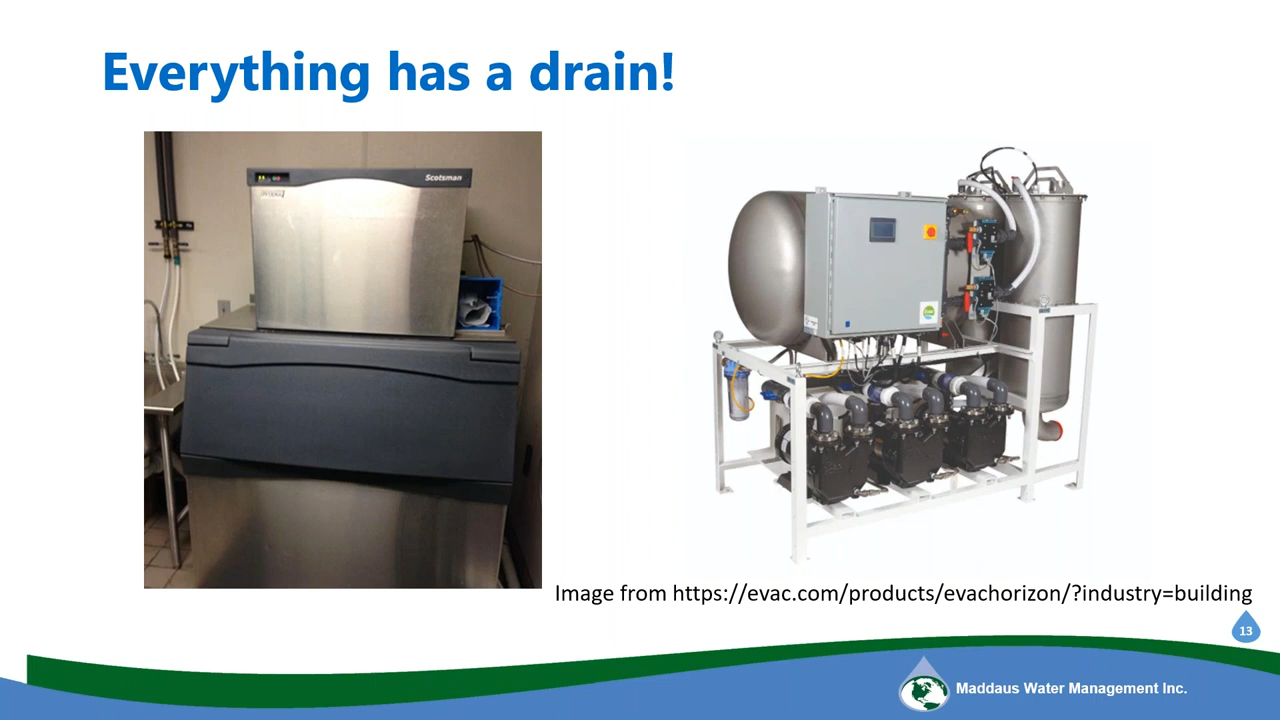 Everything has a drain!
Scotsman
Image from https://evac.com/products/evachorizon/?industry=building
13
Maddaus Water Management Inc.